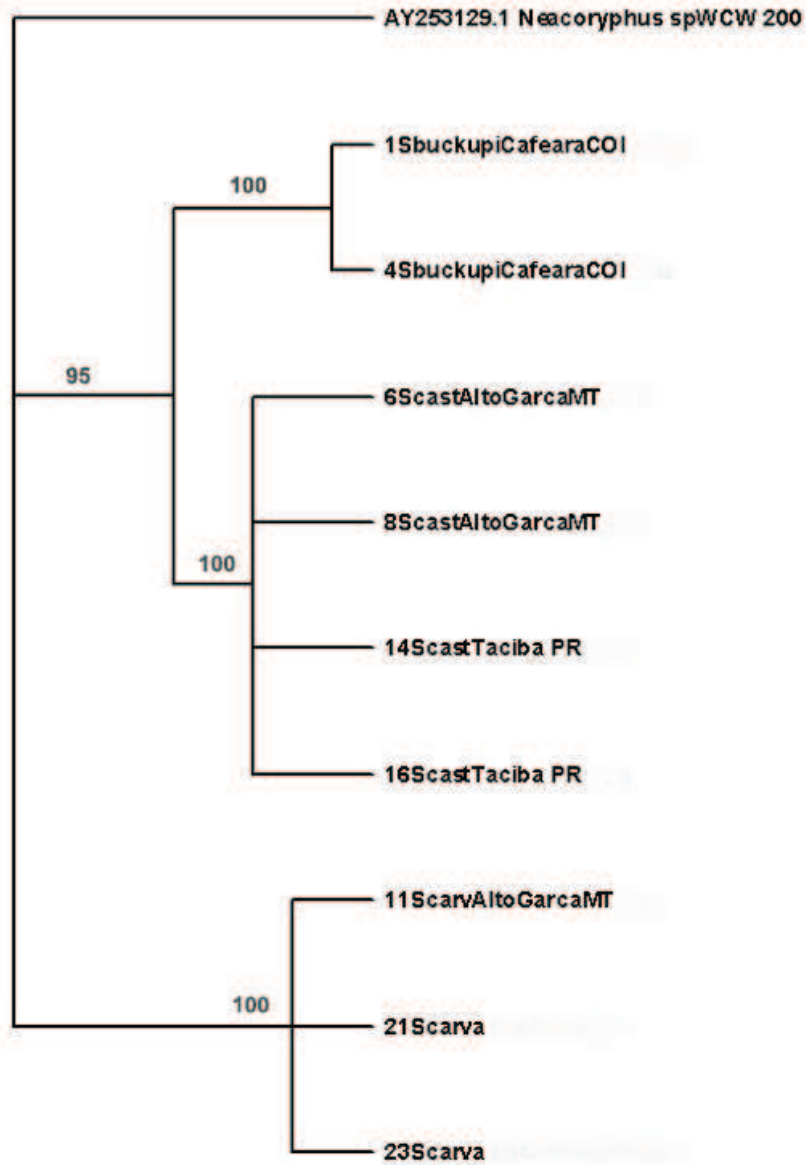 AY253129.1 Neacoryphus spWCW 200
1SbuckupiCafearaCOI
100
4SbuckupiCafearaCOI
95
6ScastAltoGarcaMT
8ScastAltoGarcaMT
100
14ScastTaciba PR
16ScastTaciba PR
11ScarvAltoGarcaMT
100
21Scarva
23Scarva